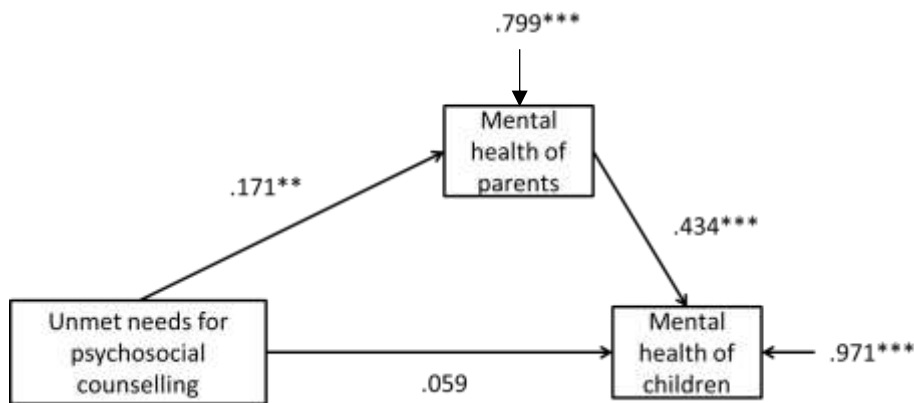 .799***
Mental
health of
parents
.171**
.434***
Unmet needs for
psychosocial
counselling
.059
Mental
health of
children
.971***